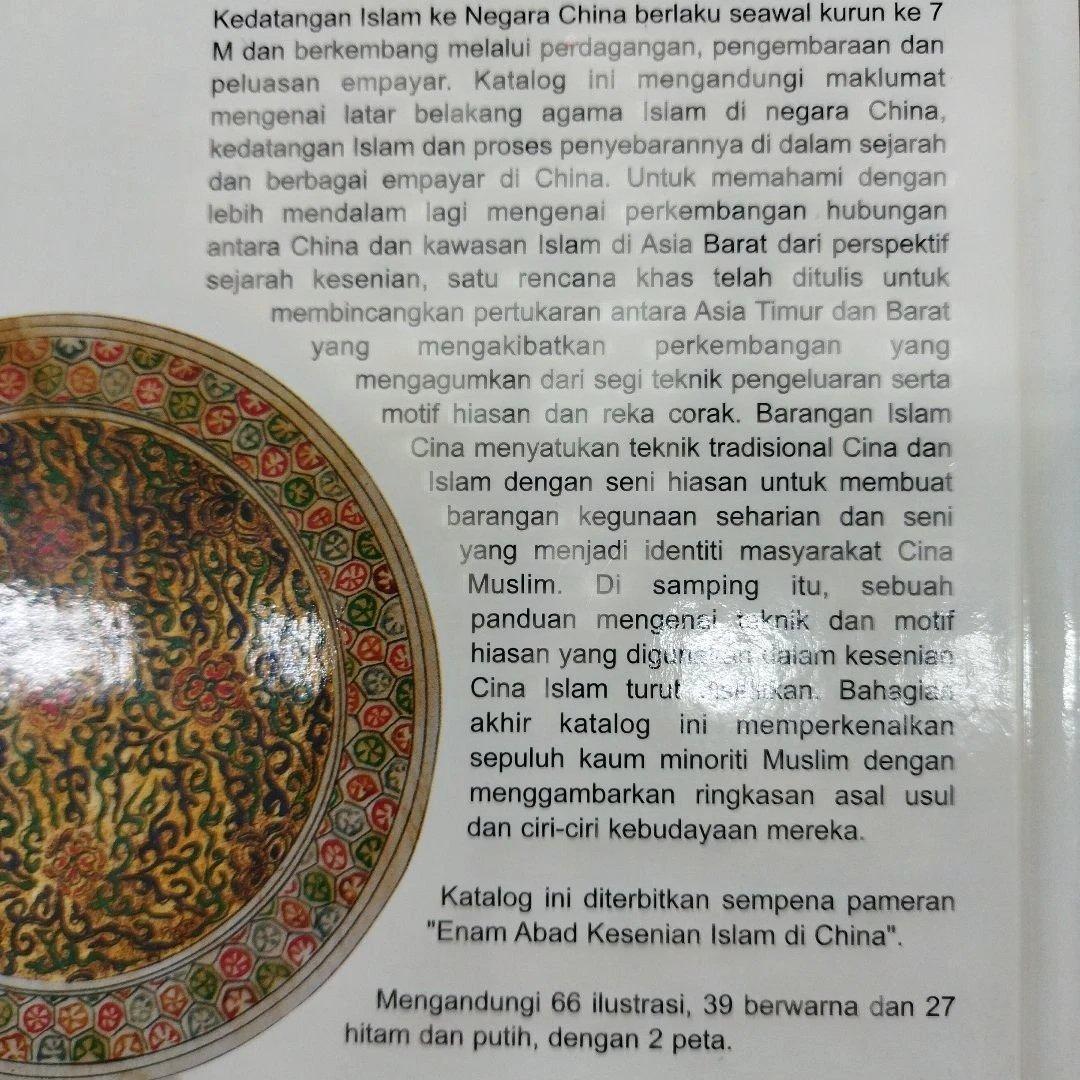 Kedatangan Islam ke Negara China berlaku seawal kurun ke 7
M dan berkembang melalui perdagangan, pengembaraan dan
peluasan empayar. Katalog ini mengandungi maklumat
mengenai latar belakang agama Islam di negara China,
kedatangan Islam dan proses penyebarannya di dalam sejarah
dan berbagai empayar di China. Untuk memahami dengan
lebih mendalam lagi mengenai perkembangan hubungan
antara China dan kawasan Islam di Asia Barat dari perspektif
sejarah kesenian, satu rencana khas telah ditulis untuk
membincangkan pertukaran antara Asia Timur dan Barat
yang mengakibatkan perkembangan yang
mengagumkan dari segi teknik pengeluaran serta
motif hiasan dan reka corak. Barangan Islam
Cina menyatukan teknik tradisional Cina dan
Islam dengan seni hiasan untuk membuat
barangan kegunaan seharian dan seni
yang menjadi identiti masyarakat Cina
Muslim. Di samping itu, sebuah
panduan mengenai teknik dan motif
hiasan yang digunakan dalam kesenian
Cina Islam turut Bahagian
akhir katalog ini memperkenalkan
sepuluh kaum minoriti Muslim dengan
menggambarkan ringkasan asal usul
dan ciri-ciri kebudayaan mereka.
Katalog ini diterbitkan sempena pameran
"Enam Abad Kesenian Islam di China".
Mengandungi 66 ilustrasi, 39 berwarna dan 27
hitam dan putih, dengan 2 peta.